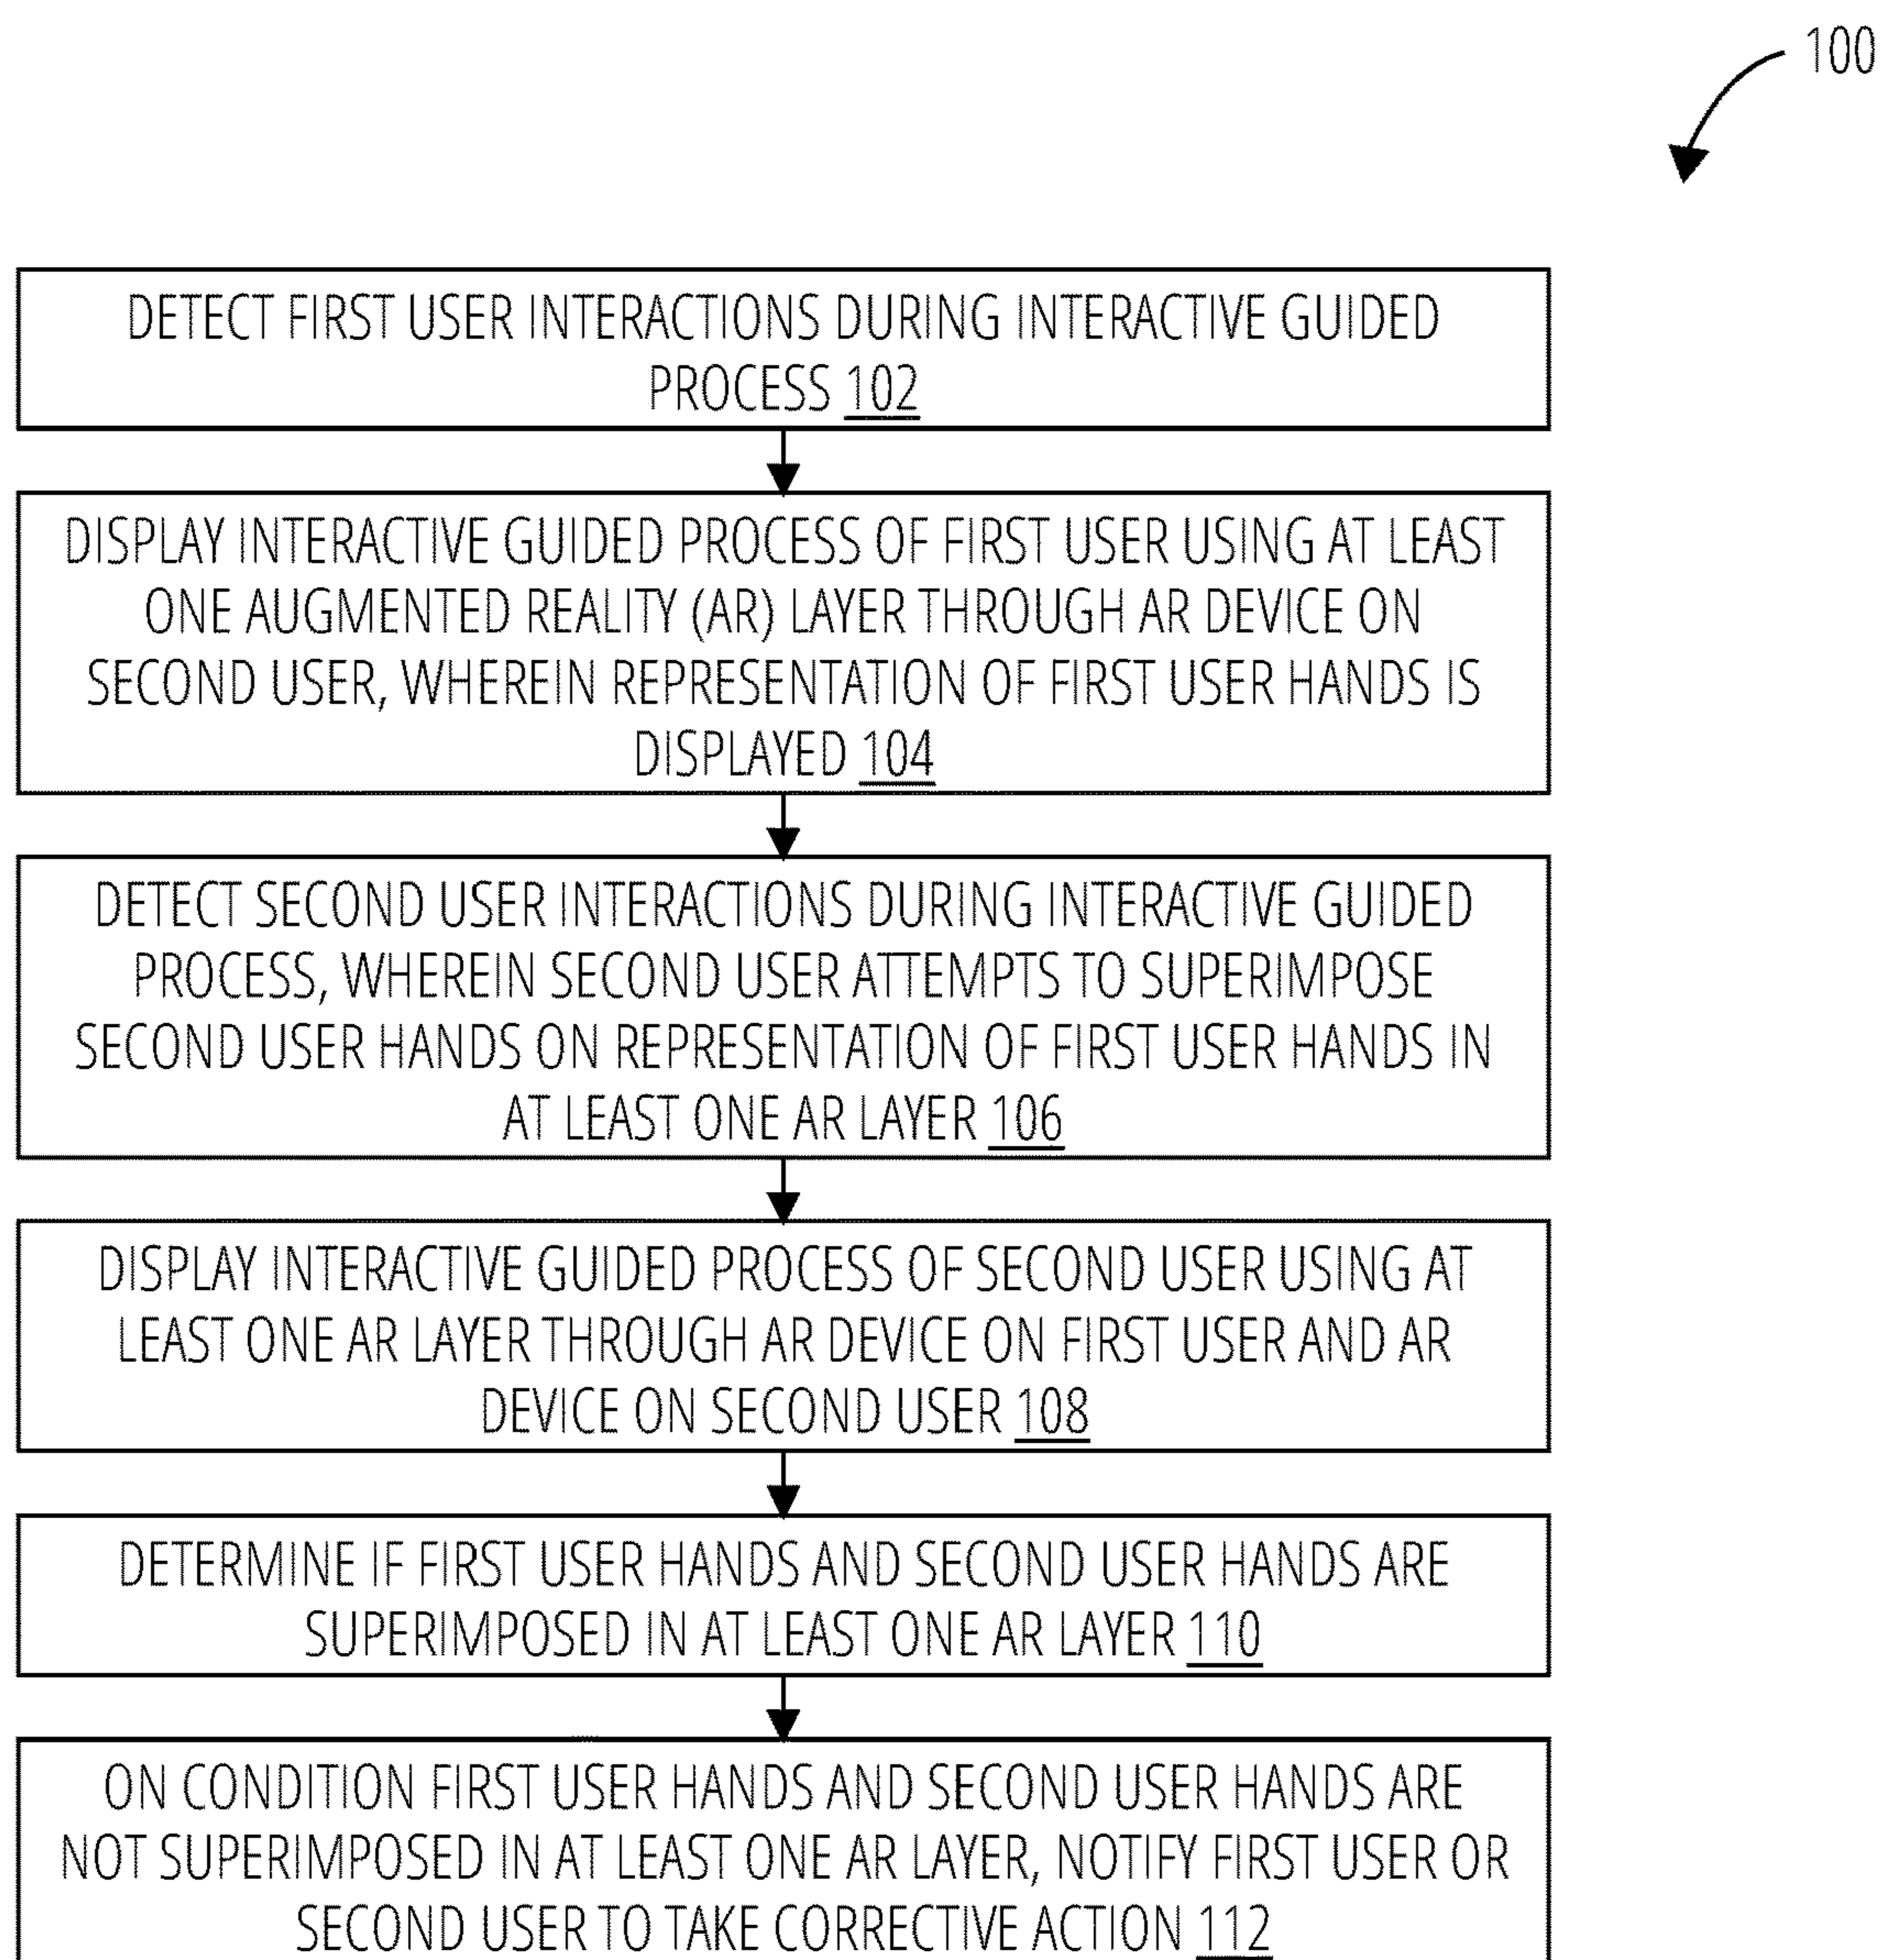 100
DETECT FIRST USER INTERACTIONS DURING INTERACTIVE GUIDED
PROCESS 102
DISPLAY INTERACTIVE GUIDED PROCESS OF FIRST USER USING AT LEAST
ONE AUGMENTED REALITY (AR) LAYER THROUGH AR DEVICE ON
SECOND USER, WHEREIN REPRESENTATION OF FIRST USER HANDS IS
DISPLAYED 104
DETECT SECOND USER INTERACTIONS DURING INTERACTIVE GUIDED
PROCESS, WHEREIN SECOND USER ATTEMPTS TO SUPERIMPOSE
SECOND USER HANDS ON REPRESENTATION OF FIRST USER HANDS IN
AT LEAST ONE AR LAYER 106
DISPLAY INTERACTIVE GUIDED PROCESS OF SECOND USER USING AT
LEAST ONE AR LAYER THROUGH AR DEVICE ON FIRST USER AND AR
DEVICE ON SECOND USER 108
DETERMINE IF FIRST USER HANDS AND SECOND USER HANDS ARE
SUPERIMPOSED IN AT LEAST ONE AR LAYER 110
ON CONDITION FIRST USER HANDS AND SECOND USER HANDS ARE
NOT SUPERIMPOSED IN AT LEAST ONE AR LAYER, NOTIFY FIRST USER OR
SECOND USER TO TAKE CORRECTIVE ACTION 112